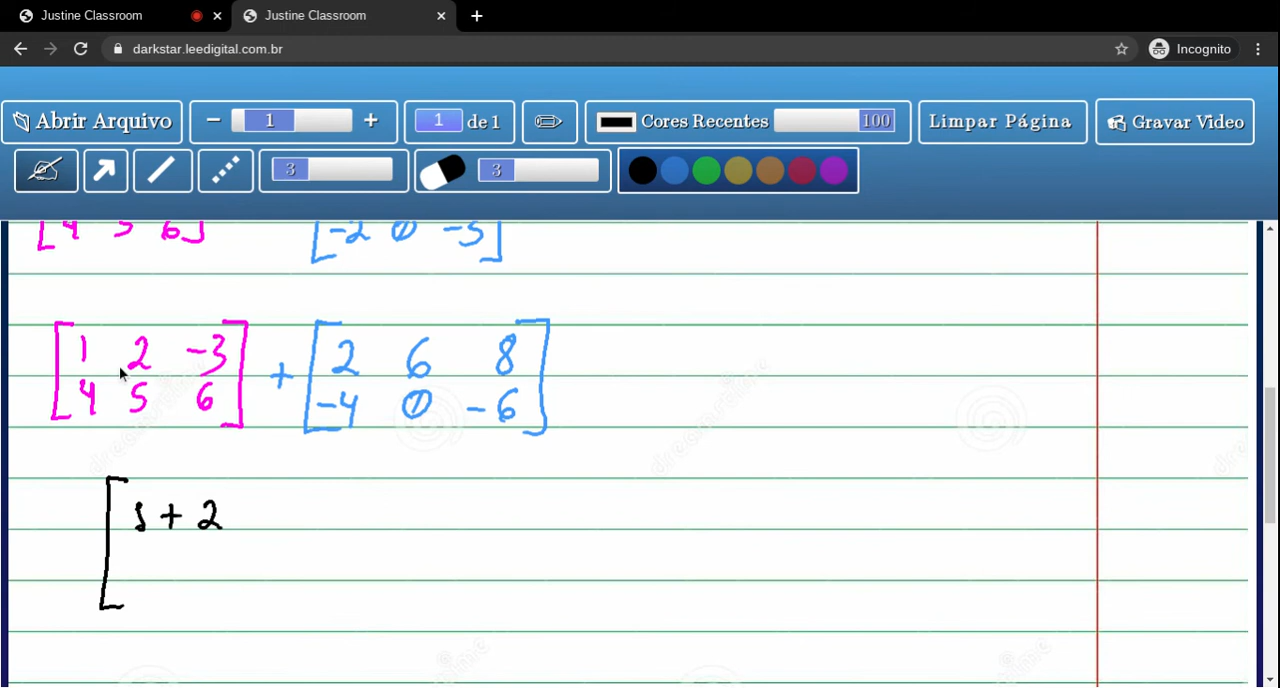 Justine Classroom Justine Classroom
darkstar.leedigital.com.br Incognito
Abrir Arquivo − 1 + 1 de 1 Cores Recentes 100 Limpar Página Gravar Video
3 3
4 5 6 -2 0 -3
1 2 -3 2 6 8
+
4 5 6 -4 0 -6
1 + 2